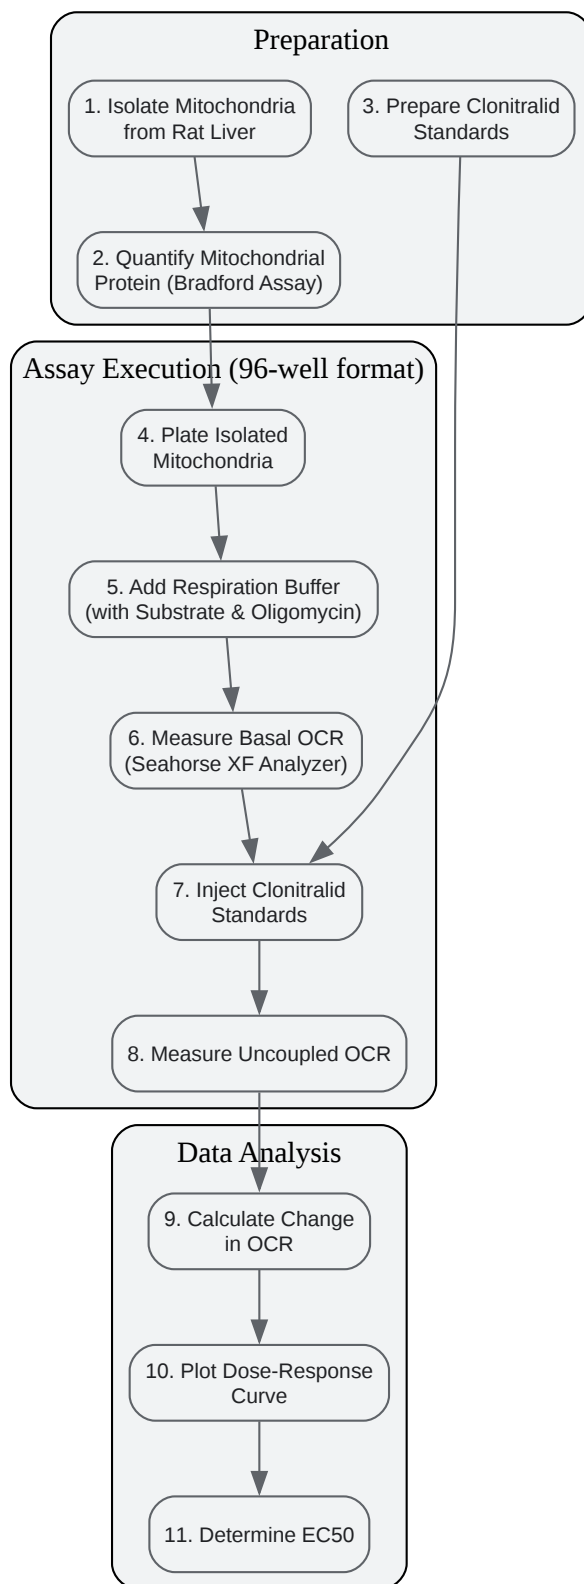 Preparation
1. Isolate Mitochondria
from Rat Liver
3. Prepare Clonitralid
Standards
2. Quantify Mitochondrial
Protein (Bradford Assay)
Assay Execution (96-well format)
4. Plate Isolated
Mitochondria
5. Add Respiration Buffer
(with Substrate & Oligomycin)
6. Measure Basal OCR
(Seahorse XF Analyzer)
7. Inject Clonitralid
Standards
8. Measure Uncoupled OCR
Data Analysis
9. Calculate Change
in OCR
10. Plot Dose-Response
Curve
11. Determine EC50